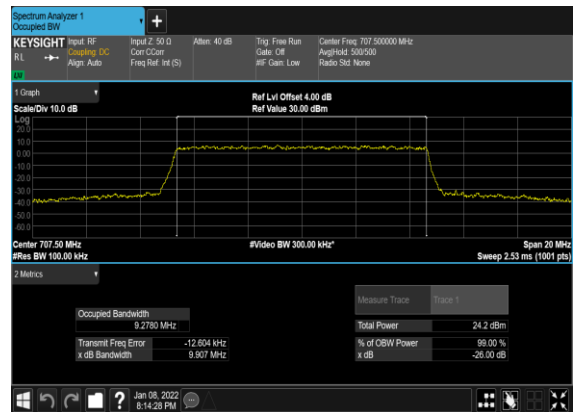 Spectrum Analyzer 1
Occupied BW
+
KEYSIGHT Input: RF Input Z: 50 Ω Atten: 40 dB Trig: Free Run Center Freq: 707.500000 MHz
RL Coupling: DC Corr CCorr Gate: Off Avg|Hold: 500/500
Align: Auto Freq Ref: Int (S) #IF Gain: Low Radio Std: None
1 Graph
Ref Lvl Offset 4.00 dB
Scale/Div 10.0 dB Ref Value 30.00 dBm
Log
20.0
10.0
0.00
-10.0
-20.0
-30.0
-40.0
-50.0
-60.0
Center 707.50 MHz #Video BW 300.00 kHz* Span 20 MHz
#Res BW 100.00 kHz Sweep 2.53 ms (1001 pts)
2 Metrics
Measure Trace Trace 1
Occupied Bandwidth
9.2780 MHz Total Power 24.2 dBm
Transmit Freq Error -12.604 kHz % of OBW Power 99.00 %
x dB Bandwidth 9.907 MHz x dB -26.00 dB
? Jan 08, 2022
8:14:28 PM